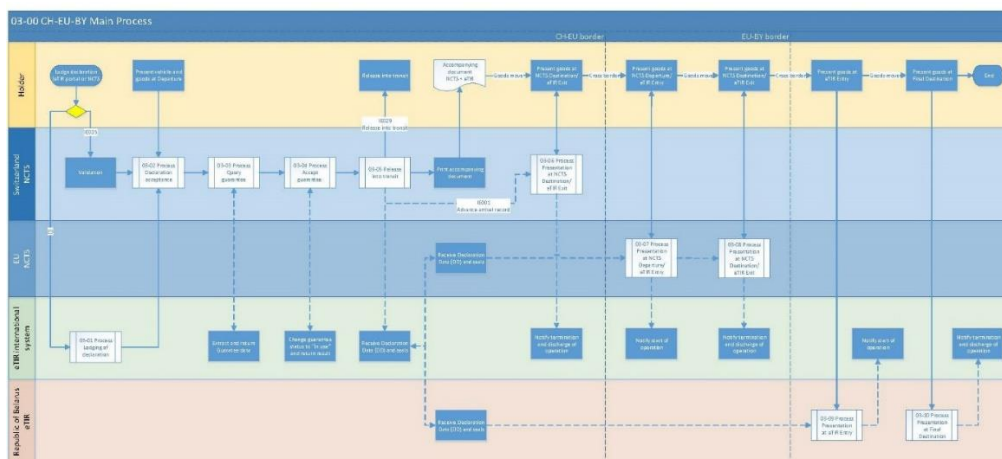 03-00 CH-EU-BY Main Process
CH-EU border
EU-BY border
Holder
Lodge declaration
eTIR portal or NCTS
Present vehicle and
goods at Departure
Release into transit
Accompanying
document
NCTS + eTIR
Goods move
Present goods at
NCTS Destination/
eTIR Exit
Cross border
Present goods at
NCTS Departure/
eTIR Entry
Goods move
Present goods at
NCTS Destination/
eTIR Exit
Cross border
Present goods at
eTIR Entry
Goods move
Present goods at
Final Destination
End
IE029
Release into transit
Switzerland
NCTS
IE015
Validation
03-02 Process
Declaration
acceptance
03-03 Process
Query
guarantee
03-04 Process
Accept
guarantee
03-05 Release
into transit
Print accompanying
document
03-06 Process
Presentation
at NCTS
Destination/
eTIR Exit
IE001
Advance arrival record
EU
NCTS
Receive Declaration
Data (CD) and seals
03-07 Process
Presentation
at NCTS
Departure/
eTIR Entry
03-08 Process
Presentation
at NCTS
Destination/
eTIR Exit
eTIR international
system
03-01 Process
Lodging of
declaration
Extract and return
Guarantee data
Change guarantee
status to "in use"
and return result
Receive Declaration
Data (CD) and seals
Notify termination
and discharge of
operation
Notify start of
operation
Notify termination
and discharge of
operation
Notify start of
operation
Notify termination
and discharge of
operation
Republic of Belarus
eTIR
Receive Declaration
Data (CD) and seals
03-09 Process
Presentation
at eTIR Entry
03-10 Process
Presentation
at Final
Destination